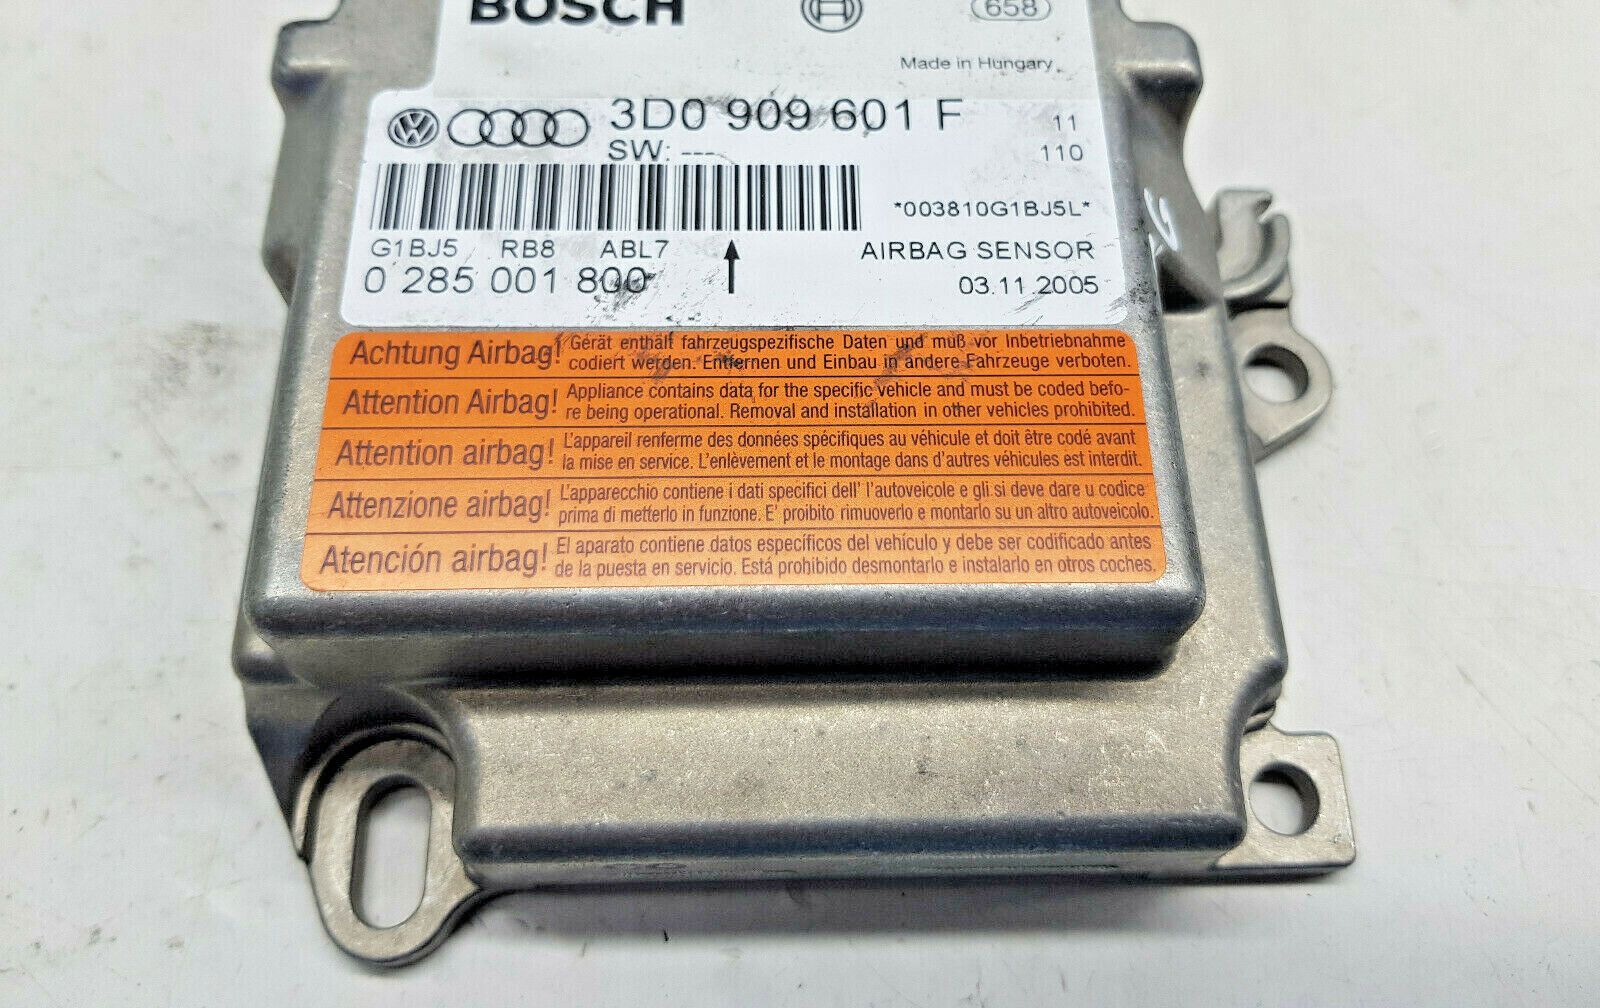 BOSCH
658
Made in Hungary
3D0 909 601 F
11
SW: ---
110
*003810G1BJ5L*
G1BJ5 RB8 ABL7
AIRBAG SENSOR
0 285 001 800
03.11.2005
Achtung Airbag!
Gerät enthält fahrzeugspezifische Daten und muß vor Inbetriebnahme
codiert werden. Entfernen und Einbau in andere Fahrzeuge verboten.
Attention Airbag!
Appliance contains data for the specific vehicle and must be coded befo-
re being operational. Removal and installation in other vehicles prohibited.
Attention airbag!
L'appareil renferme des données spécifiques au véhicule et doit être codé avant
la mise en service. L'enlèvement et le montage dans d'autres véhicules est interdit.
Attenzione airbag!
L'apparecchio contiene i dati specifici dell' l'autoveicole e gli si deve dare u codice
prima di metterlo in funzione. E' proibito rimuoverlo e montarlo su un altro autoveicolo.
Atención airbag!
El aparato contiene datos específicos del vehículo y debe ser codificado antes
de la puesta en servicio. Está prohibido desmontarlo e instalarlo en otros coches.